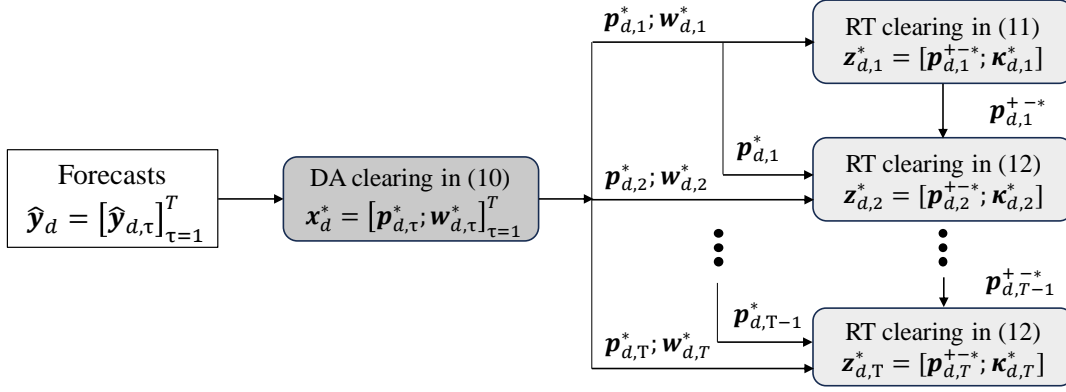 Forecasts
ŷ_d = [ŷ_{d,τ}]_{τ=1}^{T}
DA clearing in (10)
x*_d = [p*_{d,τ}; w*_{d,τ}]_{τ=1}^{T}
p*_{d,1}; w*_{d,1}
RT clearing in (11)
z*_{d,1} = [p^{+-*}_{d,1}; κ*_{d,1}]
p^{+-*}_{d,1}
p*_{d,1}
p*_{d,2}; w*_{d,2}
RT clearing in (12)
z*_{d,2} = [p^{+-*}_{d,2}; κ*_{d,2}]
p^{+-*}_{d,T-1}
p*_{d,T-1}
p*_{d,T}; w*_{d,T}
RT clearing in (12)
z*_{d,T} = [p^{+-*}_{d,T}; κ*_{d,T}]